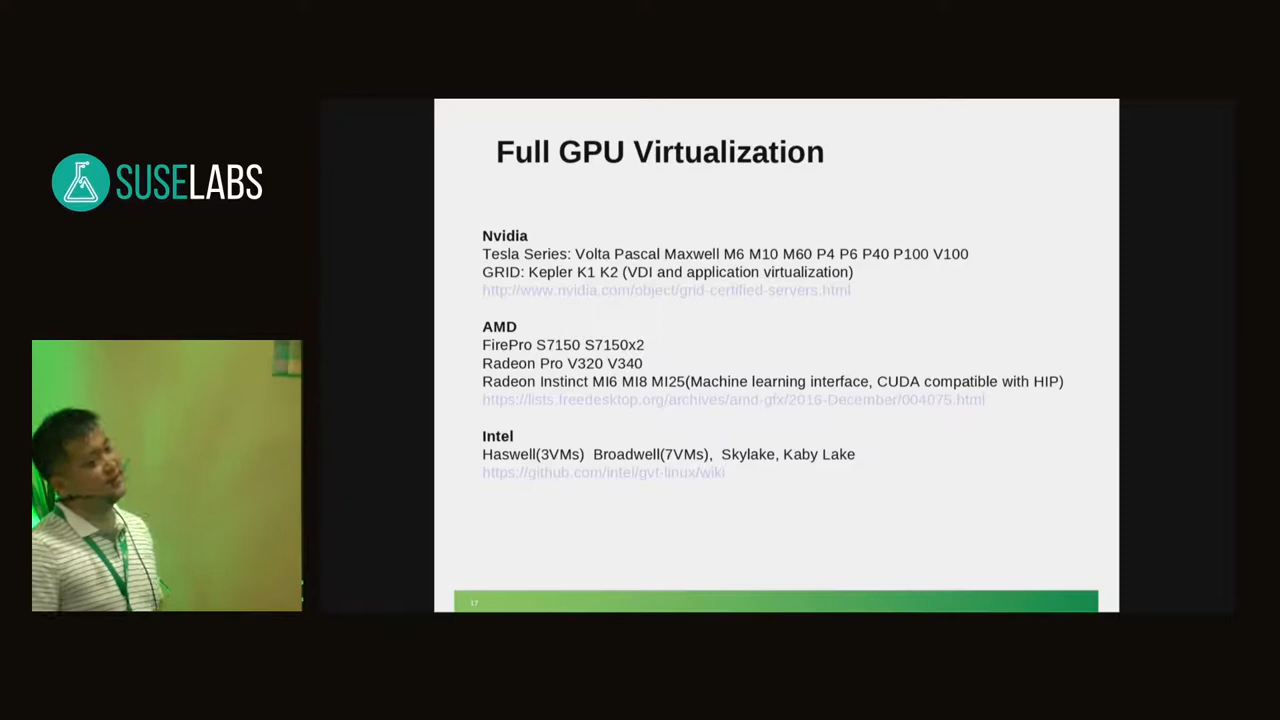 SUSELABS
Full GPU Virtualization
Nvidia
Tesla Series: Volta Pascal Maxwell M6 M10 M60 P4 P6 P40 P100 V100
GRID: Kepler K1 K2 (VDI and application virtualization)
http://www.nvidia.com/object/grid-certified-servers.html
AMD
FirePro S7150 S7150x2
Radeon Pro V320 V340
Radeon Instinct MI6 MI8 MI25(Machine learning interface, CUDA compatible with HIP)
https://lists.freedesktop.org/archives/amd-gfx/2016-December/004075.html
Intel
Haswell(3VMs)  Broadwell(7VMs),  Skylake, Kaby Lake
https://github.com/intel/gvt-linux/wiki
17